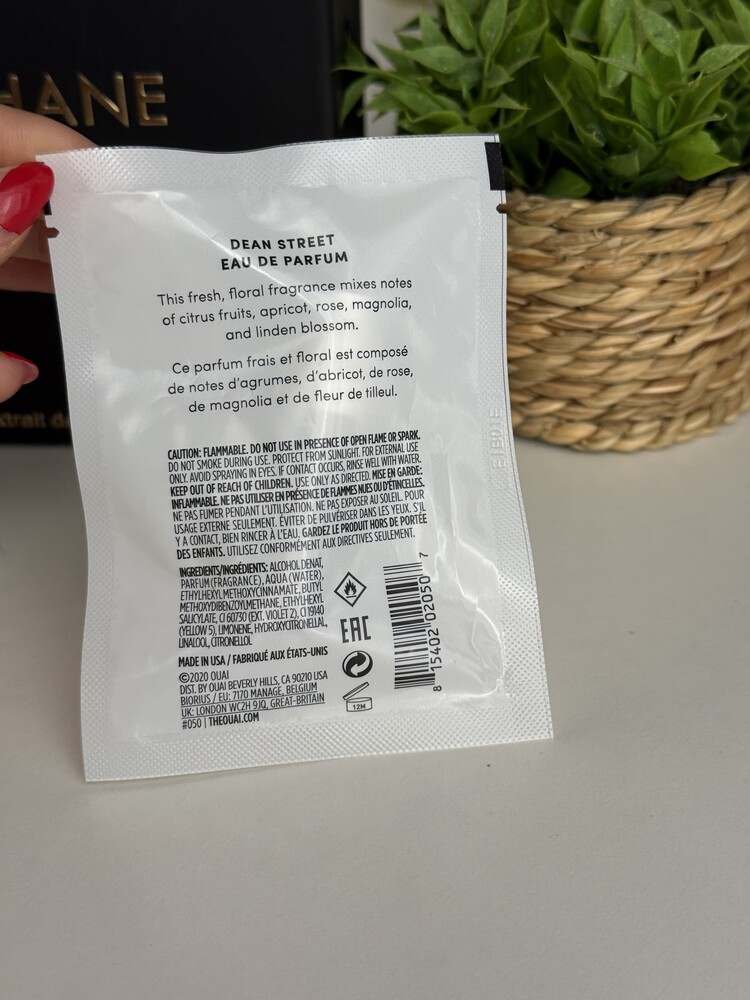 HANE
DEAN STREET
EAU DE PARFUM
This fresh, floral fragrance mixes notes
of citrus fruits, apricot, rose, magnolia,
and linden blossom.
Ce parfum frais et floral est composé
de notes d'agrumes, d'abricot, de rose,
de magnolia et de fleur de tilleul.
CAUTION: FLAMMABLE. DO NOT USE IN PRESENCE OF OPEN FLAME OR SPARK.
DO NOT SMOKE DURING USE. PROTECT FROM SUNLIGHT. FOR EXTERNAL USE
ONLY. AVOID SPRAYING IN EYES. IF CONTACT OCCURS, RINSE WELL WITH WATER.
KEEP OUT OF REACH OF CHILDREN. USE ONLY AS DIRECTED. MISE EN GARDE:
INFLAMMABLE. NE PAS UTILISER EN PRÉSENCE DE FLAMMES NUES OU D'ÉTINCELLES.
NE PAS FUMER PENDANT L'UTILISATION. NE PAS EXPOSER AU SOLEIL. POUR
USAGE EXTERNE SEULEMENT. ÉVITER DE PULVÉRISER DANS LES YEUX. S'IL
Y A CONTACT, BIEN RINCER À L'EAU. GARDEZ LE PRODUIT HORS DE PORTÉE
DES ENFANTS. UTILISEZ CONFORMÉMENT AUX DIRECTIVES SEULEMENT.
INGREDIENTS/INGRÉDIENTS: ALCOHOL DENAT,
PARFUM (FRAGRANCE), AQUA (WATER),
ETHYLHEXYL METHOXYCINNAMATE, BUTYL
METHOXYDIBENZOYLMETHANE, ETHYLHEXYL
SALICYLATE, CI 60730 (EXT. VIOLET 2), CI 19140
(YELLOW 5), LIMONENE, HYDROXYCITRONELLAL,
LINALOOL, CITRONELLOL
MADE IN USA / FABRIQUÉ AUX ÉTATS-UNIS
©2020 OUAI
DIST. BY OUAI BEVERLY HILLS, CA 90210 USA
BIORIUS / EU: 7170 MANAGE, BELGIUM
UK: LONDON WC2H 9JQ, GREAT-BRITAIN
#050 | THEOUAI.COM
EAC
12M
8 15402 02050 7
E1B01E
xtrait de